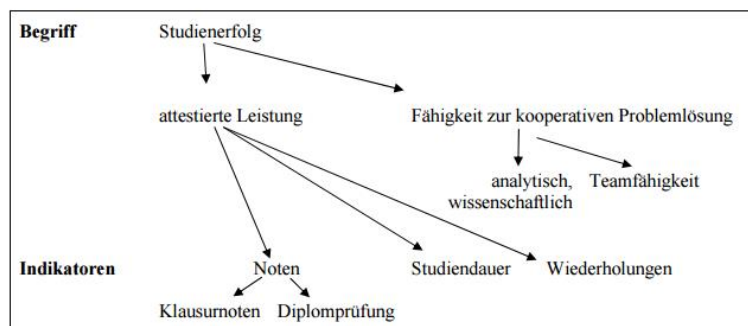 Begriff Studienerfolg
attestierte Leistung Fähigkeit zur kooperativen Problemlösung
analytisch, Teamfähigkeit
wissenschaftlich
Indikatoren Noten Studiendauer Wiederholungen
Klausurnoten Diplomprüfung